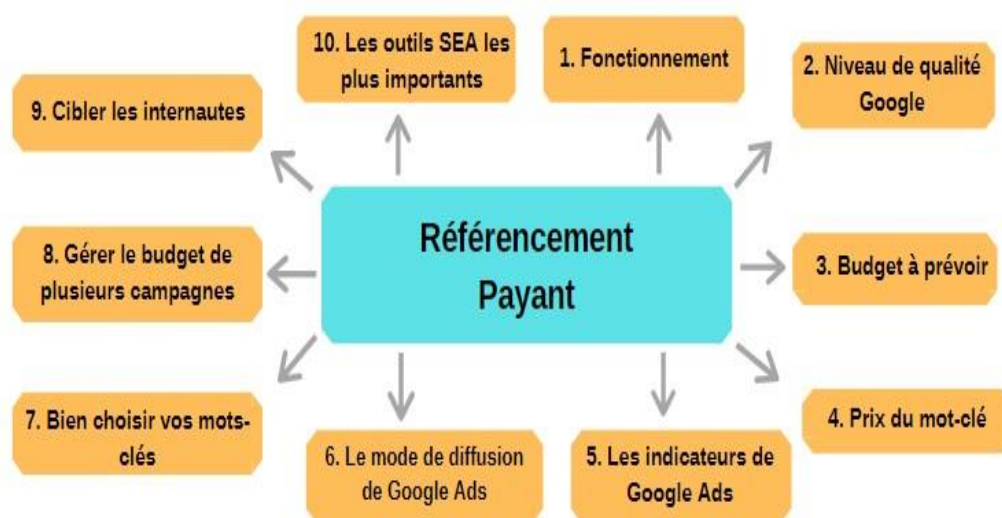 Référencement
Payant
1. Fonctionnement
2. Niveau de qualité
Google
3. Budget à prévoir
4. Prix du mot-clé
5. Les indicateurs de
Google Ads
6. Le mode de diffusion
de Google Ads
7. Bien choisir vos mots-
clés
8. Gérer le budget de
plusieurs campagnes
9. Cibler les internautes
10. Les outils SEA les
plus importants